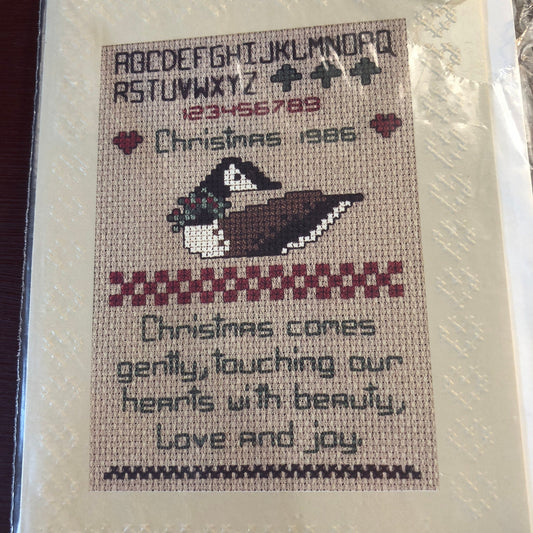 ABCDEFGHIJKLMNOPQ
RSTUVWXYZ
123456789
Christmas 1986
Christmas comes
gently, touching our
hearts with beauty,
Love and joy.